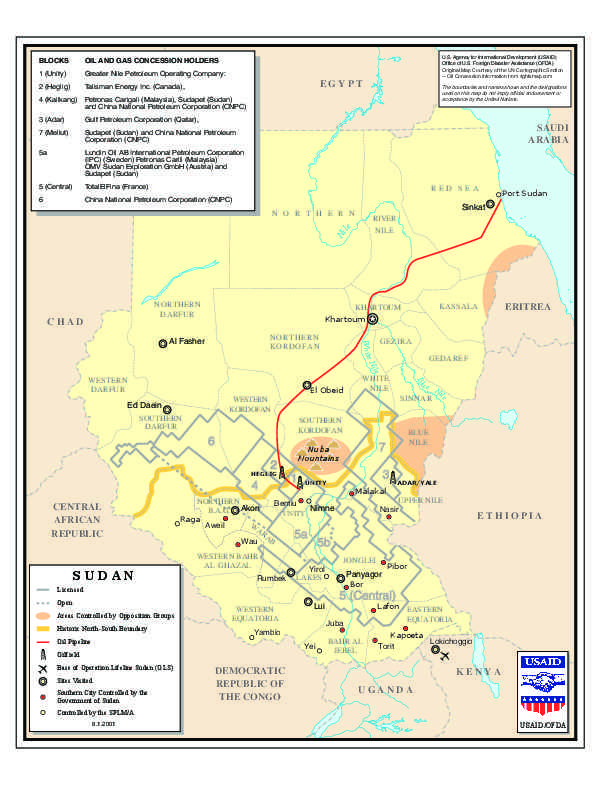 BLOCKS OIL AND GAS CONCESSION HOLDERS
1 (Unity) Greater Nile Petroleum Operating Company:
2 (Heglig) Talisman Energy Inc. (Canada),
4 (Kaikang) Petronas Carigali (Malaysia), Sudapet (Sudan)
and China National Petroleum Corporation (CNPC)
3 (Adar) Gulf Petroleum Corporation (Qatar),
7 (Mellut) Sudapet (Sudan) and China National Petroleum
Corporation (CNPC)
5a Lundin Oil AB International Petroleum Corporation
(IPC) (Sweden) Petronas Carili (Malaysia)
OMV Sudan Exploration GmbH (Austria) and
Sudapet (Sudan)
5 (Central) TotalElFina (France)
6 China National Petroleum Corporation (CNPC)
U.S. Agency for International Development (USAID)
Office of U.S. Foreign Disaster Assistance (OFDA)
Original Map Courtesy of the UN Cartographic Section
The boundaries and names shown and the designations
used on this map do not imply official endorsement or
acceptance by the United Nations.
EGYPT
SAUDI
ARABIA
RED SEA
Port Sudan
Sinkat
NORTHERN
RIVER
NILE
Nile
CHAD
NORTHERN
DARFUR
KHARTOUM
Khartoum
KASSALA
ERITREA
Al Fasher
NORTHERN
KORDOFAN
GEZIRA
GEDAREF
White Nile
WESTERN
DARFUR
El Obeid
WHITE
NILE
Blue Nile
SINNAR
Ed Daein
SOUTHERN
DARFUR
WESTERN
KORDOFAN
SOUTHERN
KORDOFAN
BLUE
NILE
6
7
Nuba
Mountains
2
HEGLIG
1
UNITY
3
ADAR/YALE
4
CENTRAL
AFRICAN
REPUBLIC
NORTHERN
Akon
Bentiu
Nimne
Malakal
UPPER NILE
Nasir
ETHIOPIA
Raga
Aweil
UNITY
WARAB
Wau
5a
5b
WESTERN BAHR
AL GHAZAL
JONGLEI
Pibor
Rumbek
Yirol
LAKES
Panyagor
Bor
5 (Central)
Lui
Lafon
WESTERN
EQUATORIA
EASTERN
EQUATORIA
Yambio
Juba
Kapoeta
Lokichoggio
Yei
BAHR AL
JEBEL
Torit
DEMOCRATIC
REPUBLIC OF
THE CONGO
UGANDA
KENYA
SUDAN
Licensed
Open
Areas Controlled by Opposition Groups
Historic North-South Boundary
Oil Pipeline
Oilfield
Base of Operation Lifeline Sudan (OLS)
Sites Visited
Southern City Controlled by the
Government of Sudan
Controlled by the SPLM/A
USAID
USAID/OFDA